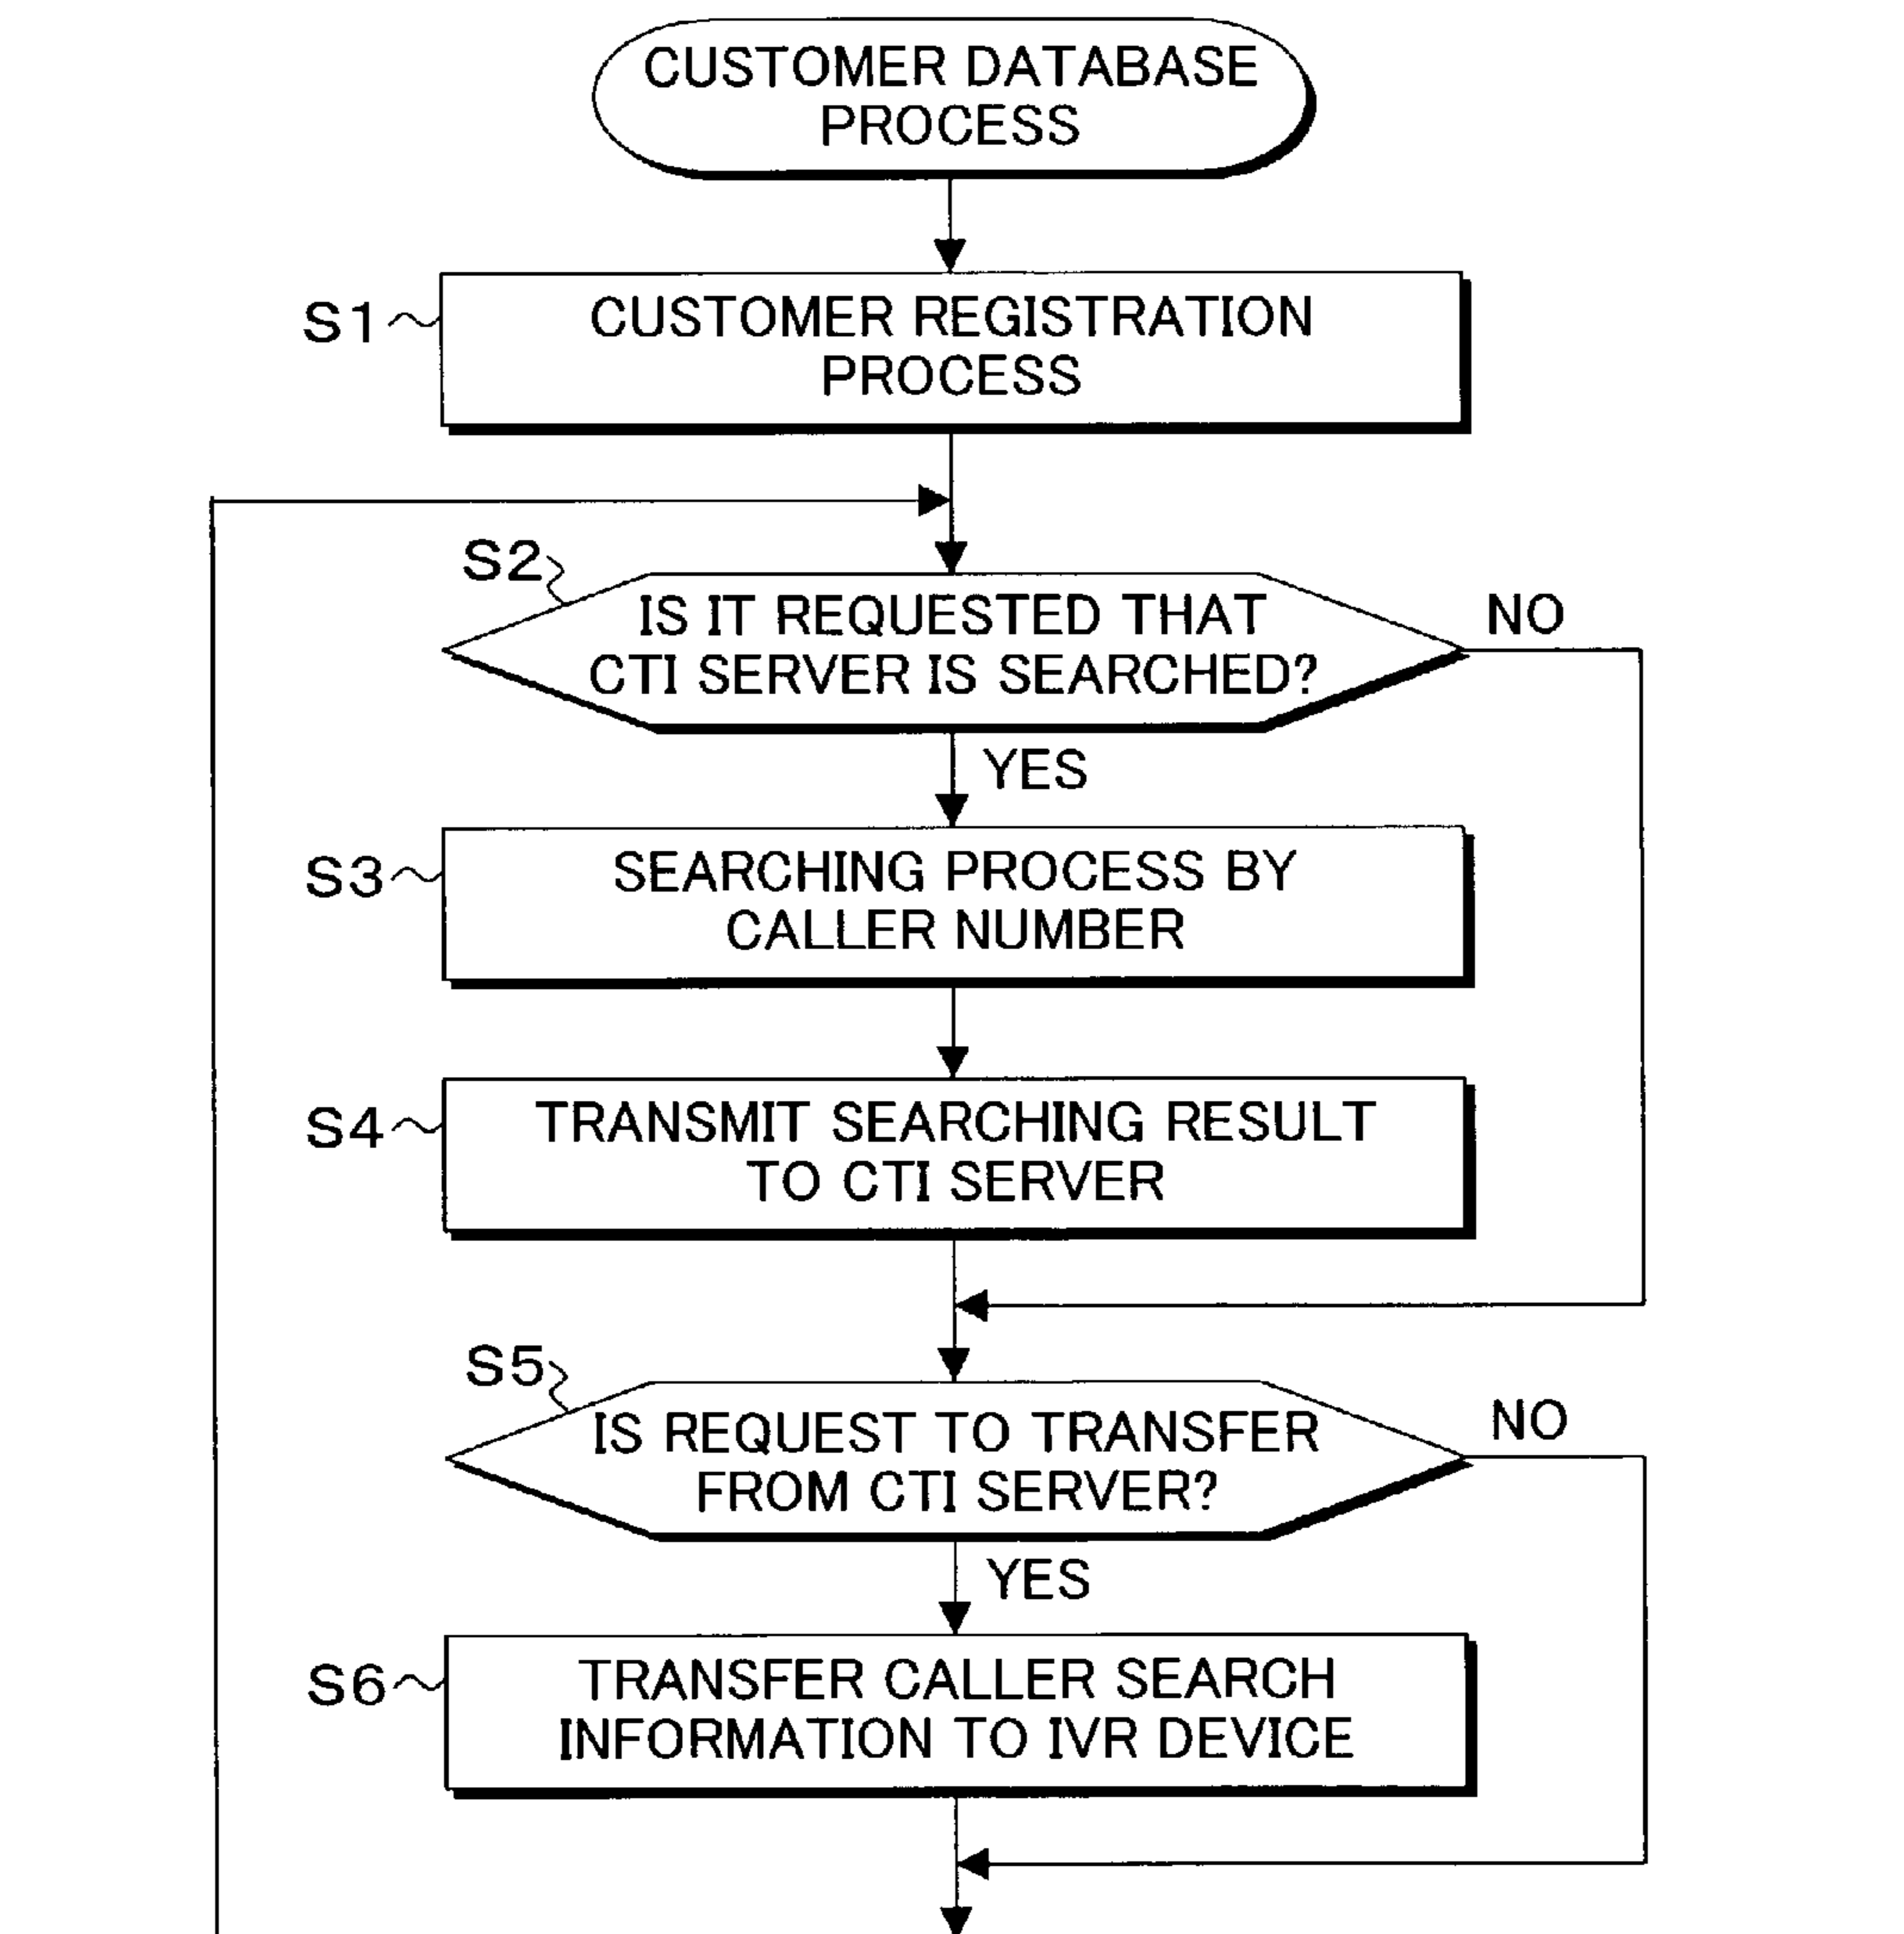 CUSTOMER DATABASE
PROCESS
S1
CUSTOMER REGISTRATION
PROCESS
S2
IS IT REQUESTED THAT
CTI SERVER IS SEARCHED?
NO
YES
S3
SEARCHING PROCESS BY
CALLER NUMBER
S4
TRANSMIT SEARCHING RESULT
TO CTI SERVER
S5
IS REQUEST TO TRANSFER
FROM CTI SERVER?
NO
YES
S6
TRANSFER CALLER SEARCH
INFORMATION TO IVR DEVICE